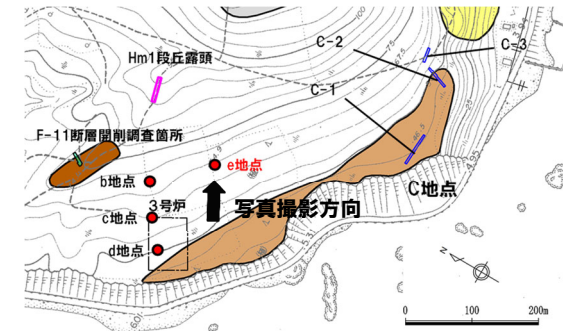 C-2
C-3
Hm1段丘露頭
C-1
F-11断層開削調査箇所
e地点
b地点
C地点
3号炉
c地点
写真撮影方向
d地点
N
0 100 200m